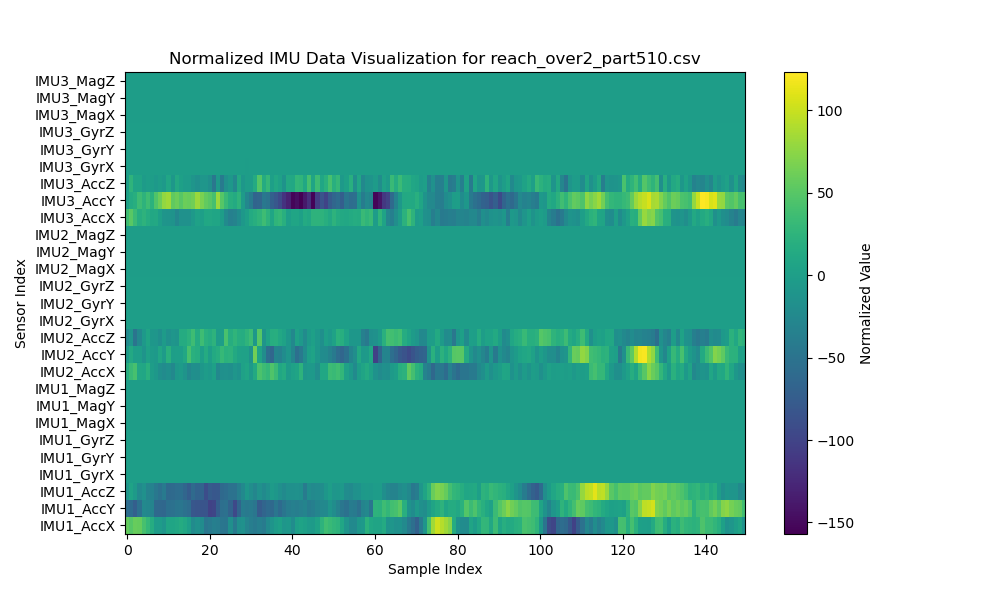 Normalized IMU Data Visualization for reach_over2_part510.csv
IMU3_MagZ
IMU3_MagY
IMU3_MagX
IMU3_GyrZ
IMU3_GyrY
IMU3_GyrX
IMU3_AccZ
IMU3_AccY
IMU3_AccX
IMU2_MagZ
IMU2_MagY
IMU2_MagX
IMU2_GyrZ
IMU2_GyrY
IMU2_GyrX
IMU2_AccZ
IMU2_AccY
IMU2_AccX
IMU1_MagZ
IMU1_MagY
IMU1_MagX
IMU1_GyrZ
IMU1_GyrY
IMU1_GyrX
IMU1_AccZ
IMU1_AccY
IMU1_AccX
Sensor Index
0 20 40 60 80 100 120 140
Sample Index
100
50
0
−50
−100
−150
Normalized Value